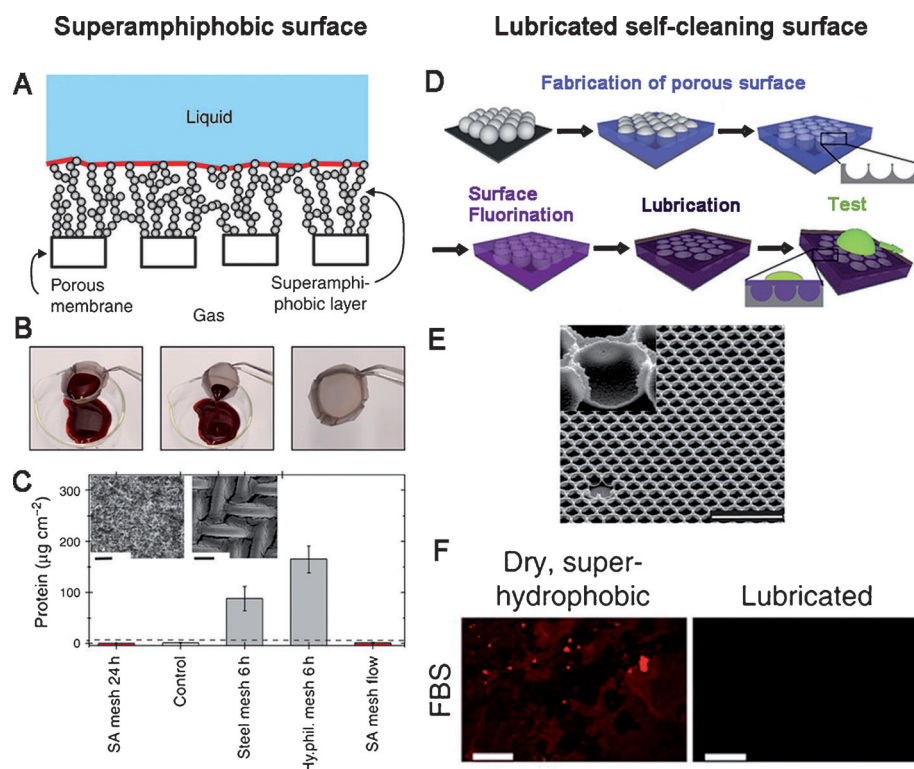 Superamphiphobic surface
Lubricated self-cleaning surface
A
Liquid
Porous
membrane
Superamphi-
phobic layer
Gas
B
C
Protein (µg cm−2)
300
200
100
0
SA mesh 24 h
Control
Steel mesh 6 h
Hy.phil. mesh 6 h
SA mesh flow
D
Fabrication of porous surface
Surface
Fluorination
Lubrication
Test
E
F
Dry, super-
hydrophobic
Lubricated
FBS